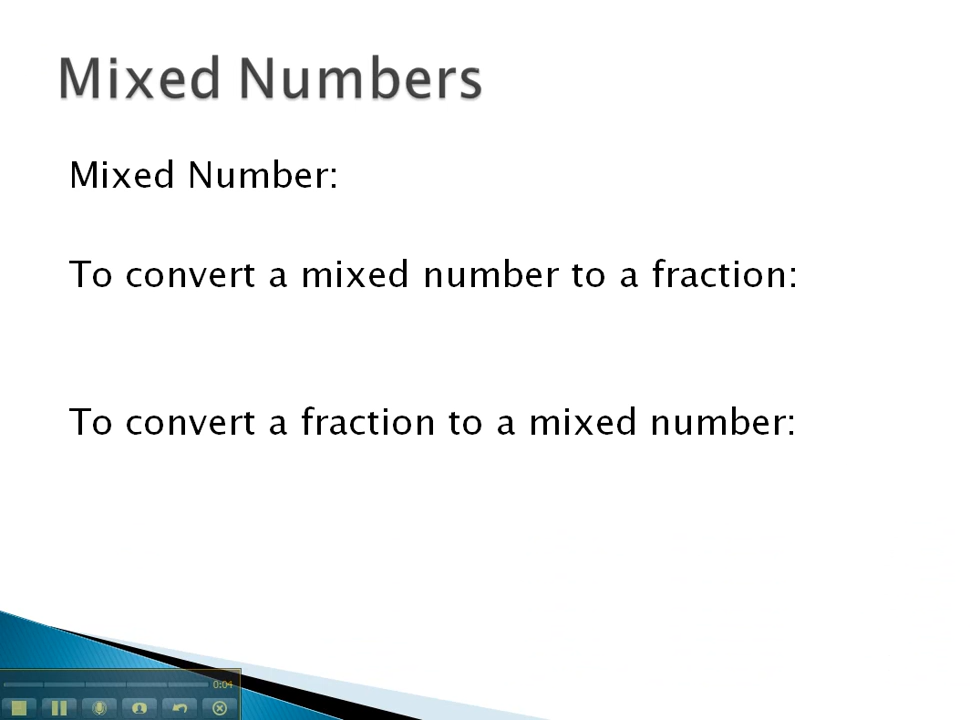 Mixed Numbers
Mixed Number:
To convert a mixed number to a fraction:
To convert a fraction to a mixed number:
0:04